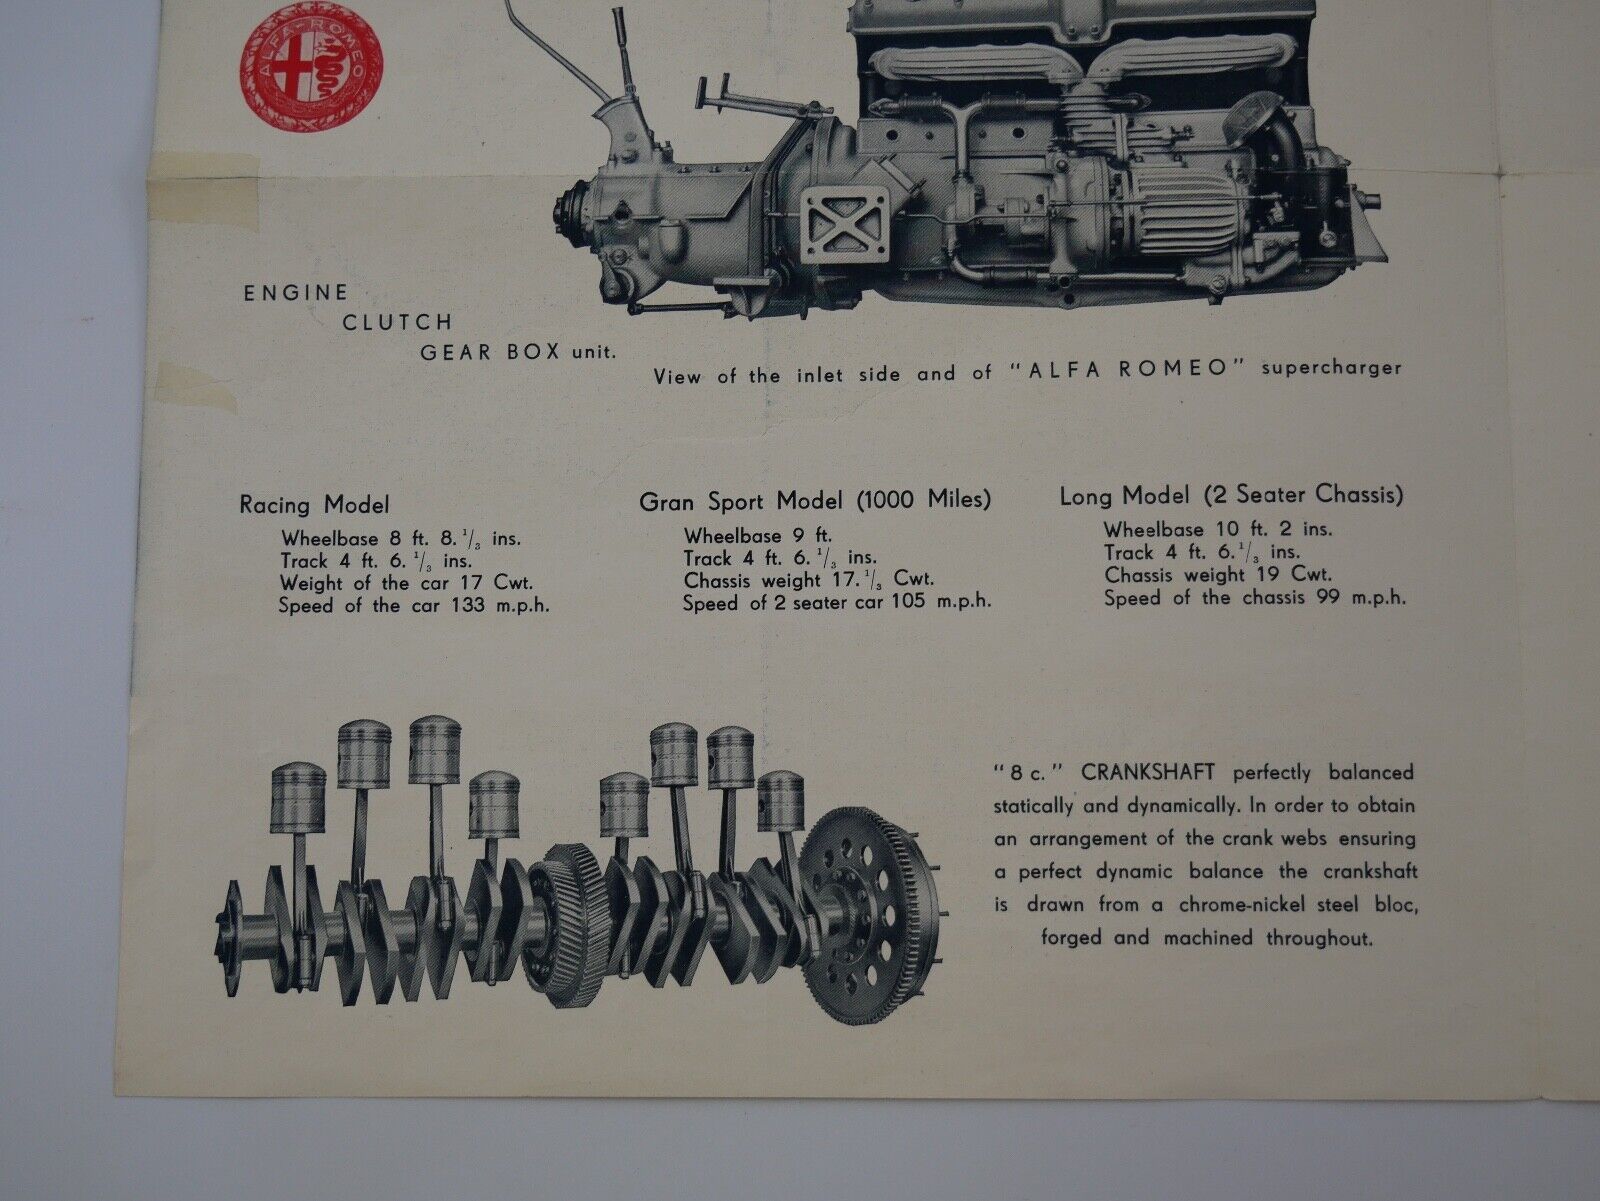 ALFA-ROMEO
ENGINE
CLUTCH
GEAR BOX unit.
View of the inlet side and of "ALFA ROMEO" supercharger
Racing Model
Wheelbase 8 ft. 8. 1/3 ins.
Track 4 ft. 6. 1/3 ins.
Weight of the car 17 Cwt.
Speed of the car 133 m.p.h.
Gran Sport Model (1000 Miles)
Wheelbase 9 ft.
Track 4 ft. 6. 1/3 ins.
Chassis weight 17. 1/3 Cwt.
Speed of 2 seater car 105 m.p.h.
Long Model (2 Seater Chassis)
Wheelbase 10 ft. 2 ins.
Track 4 ft. 6. 1/3 ins.
Chassis weight 19 Cwt.
Speed of the chassis 99 m.p.h.
"8 c." CRANKSHAFT perfectly balanced
statically and dynamically. In order to obtain
an arrangement of the crank webs ensuring
a perfect dynamic balance the crankshaft
is drawn from a chrome-nickel steel bloc,
forged and machined throughout.